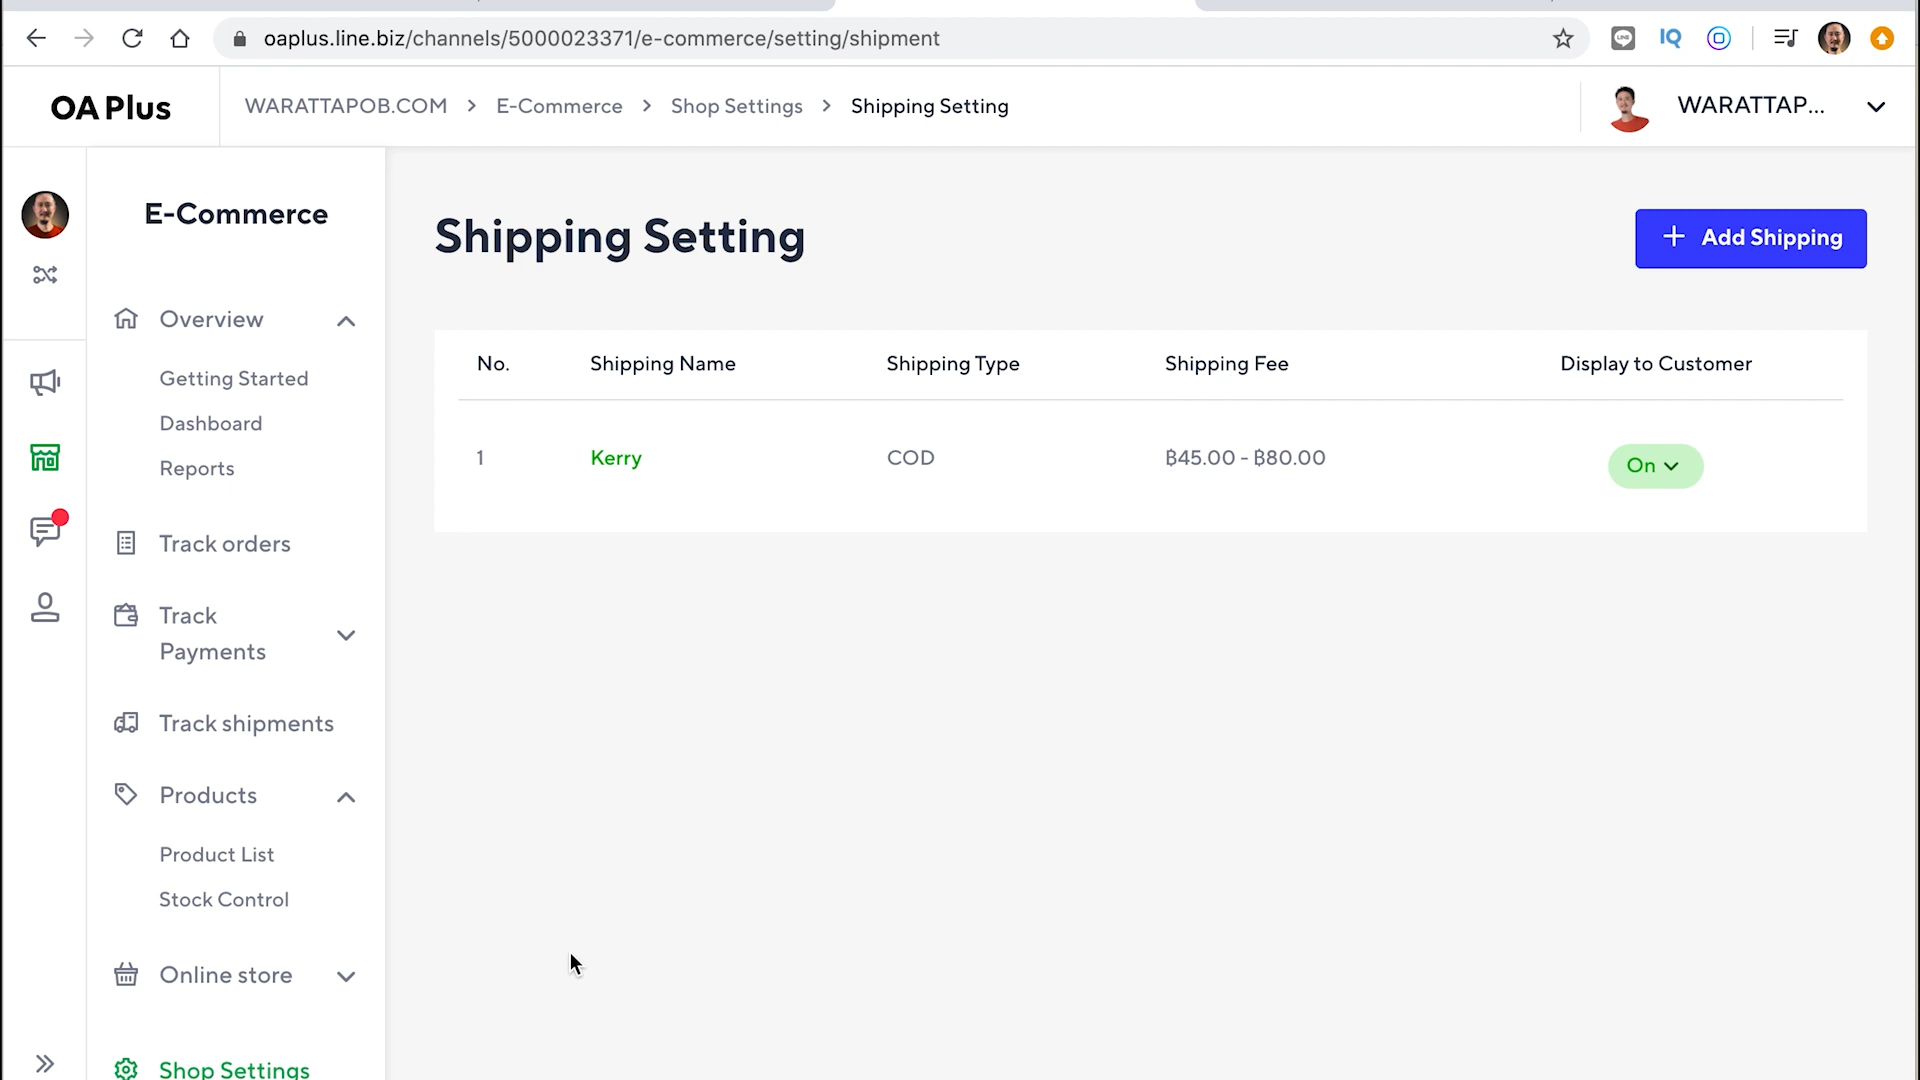 oaplus.line.biz/channels/5000023371/e-commerce/setting/shipment
IQ
OA Plus
WARATTAPOB.COM > E-Commerce > Shop Settings > Shipping Setting
WARATTAP...
E-Commerce
Overview
Getting Started
Dashboard
Reports
Track orders
Track
Payments
Track shipments
Products
Product List
Stock Control
Online store
Shop Settings
Shipping Setting
+ Add Shipping
No. Shipping Name Shipping Type Shipping Fee Display to Customer
1 Kerry COD ฿45.00 - ฿80.00 On